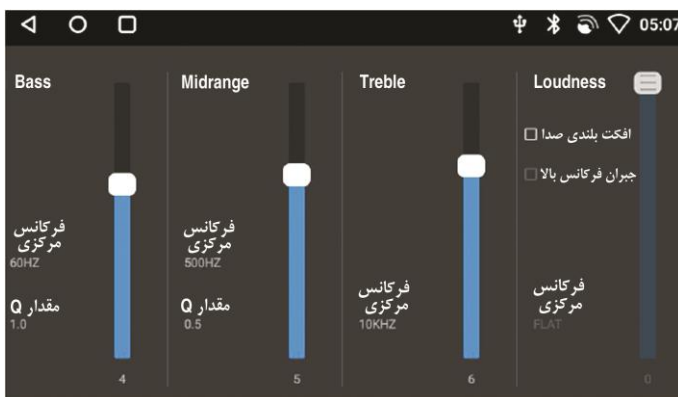 05:07
Bass
فرکانس
مرکزی
60HZ
مقدار Q
1.0
4
Midrange
فرکانس
مرکزی
500HZ
مقدار Q
0.5
5
Treble
فرکانس
مرکزی
10KHZ
6
Loudness
افکت بلندی صدا
جبران فرکانس بالا
فرکانس
مرکزی
FLAT
0